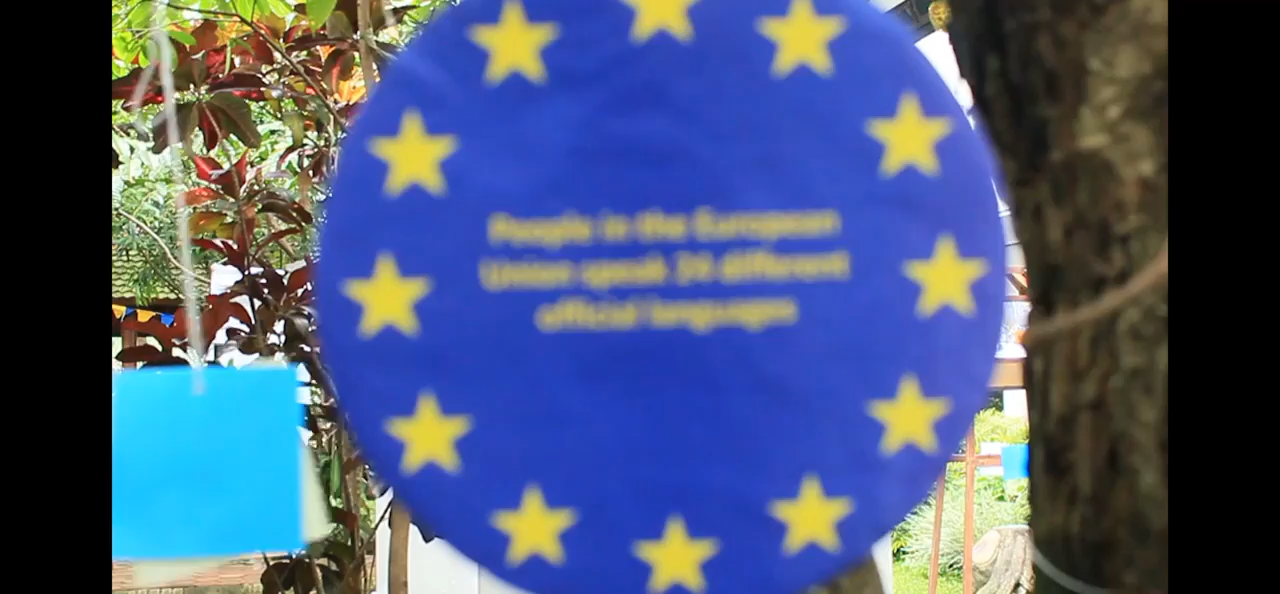 People in the European
Union speak 24 different
official languages